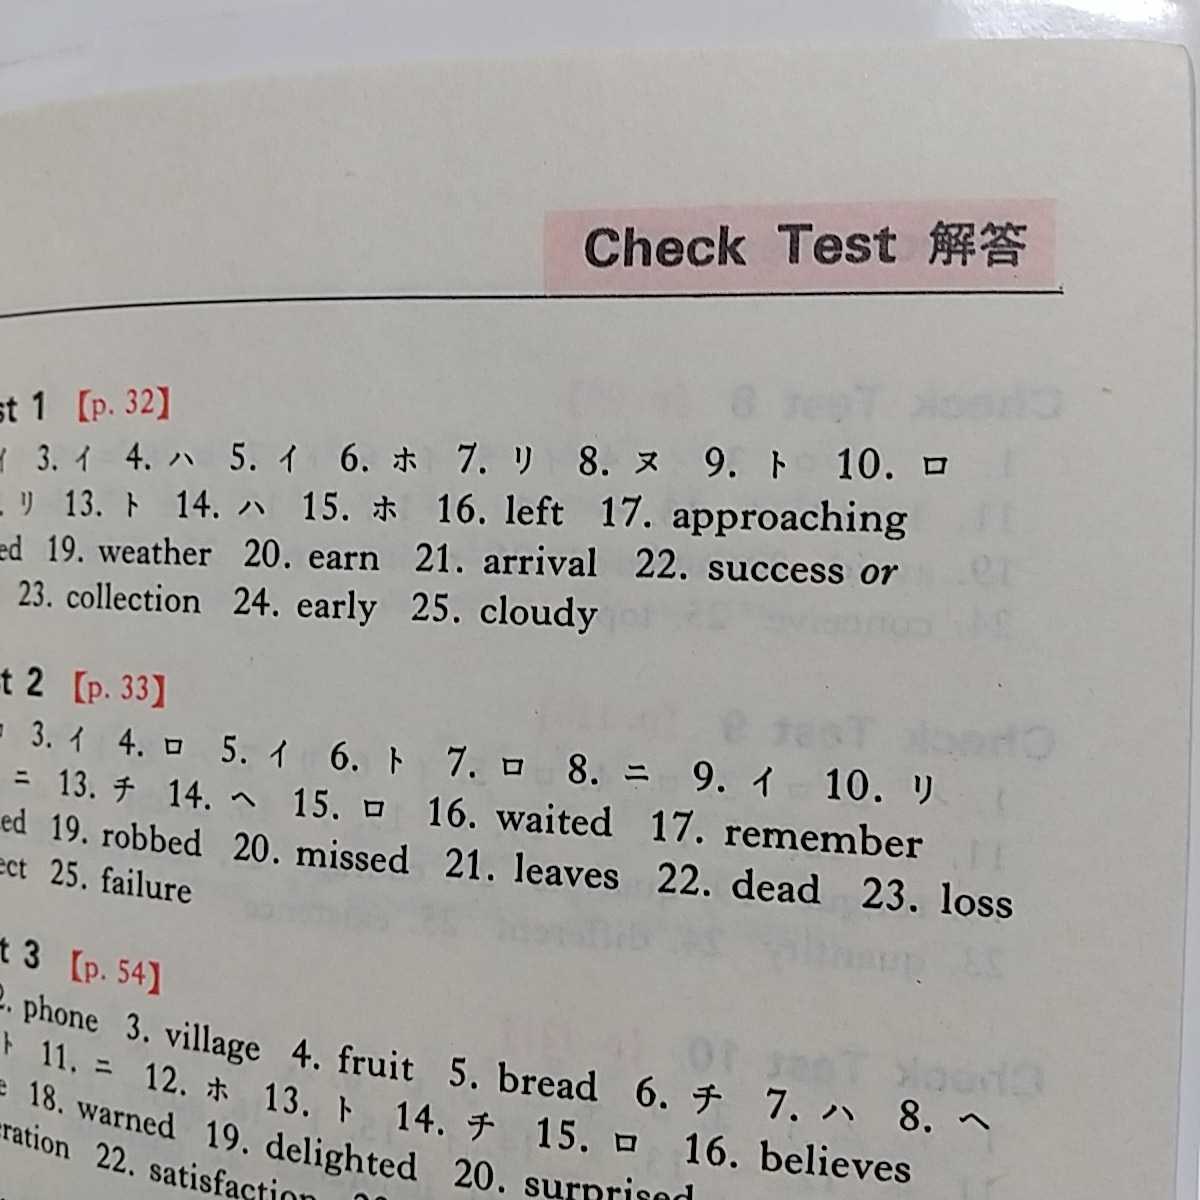 Check Test 解答
st 1 【p. 32】
3. イ 4. ハ 5. イ 6. ホ 7. リ 8. ヌ 9. ト 10. ロ
リ 13. ト 14. ハ 15. ホ 16. left 17. approaching
ed 19. weather 20. earn 21. arrival 22. success or
23. collection 24. early 25. cloudy
t 2 【p. 33】
3. イ 4. ロ 5. イ 6. ト 7. ロ 8. ニ 9. イ 10. リ
ニ 13. チ 14. ヘ 15. ロ 16. waited 17. remember
ed 19. robbed 20. missed 21. leaves 22. dead 23. loss
ect 25. failure
t 3 【p. 54】
2. phone 3. village 4. fruit 5. bread 6. チ 7. ハ 8. ヘ
ト 11. ニ 12. ホ 13. ト 14. チ 15. ロ 16. believes
e 18. warned 19. delighted 20. surprised
ration 22. satisfaction